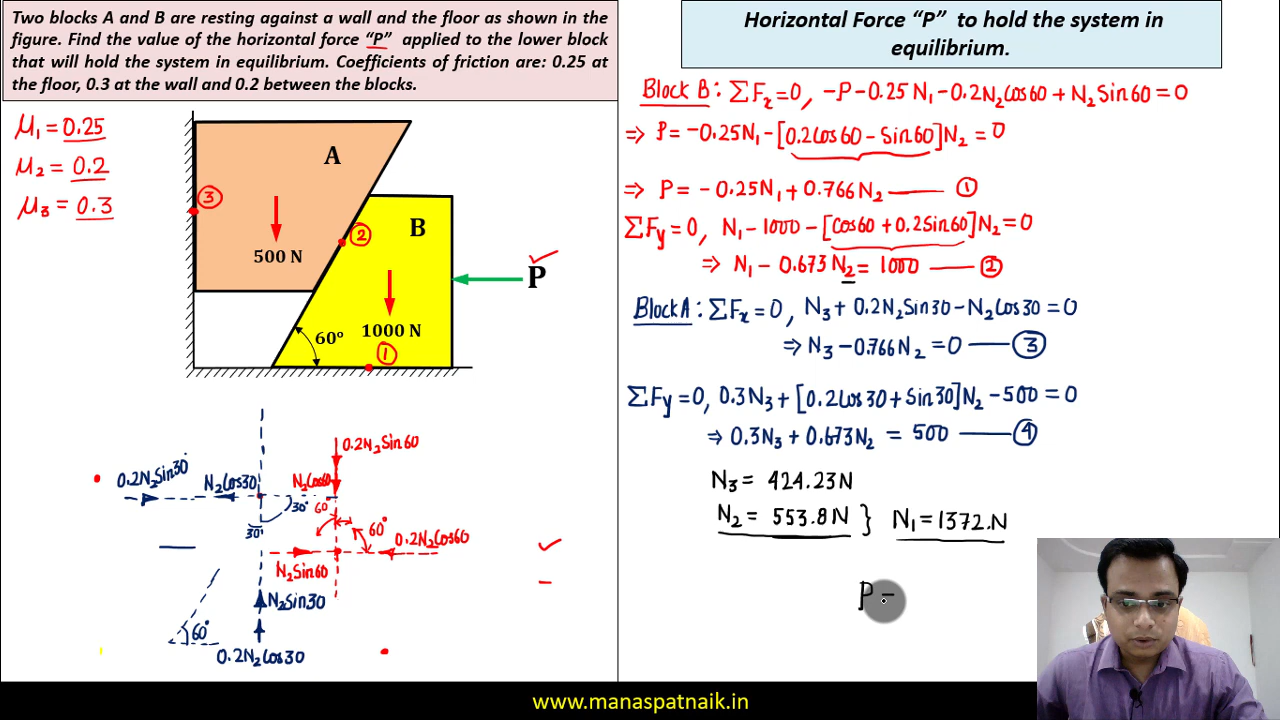 Two blocks A and B are resting against a wall and the floor as shown in the
figure. Find the value of the horizontal force “P” applied to the lower block
that will hold the system in equilibrium. Coefficients of friction are: 0.25 at
the floor, 0.3 at the wall and 0.2 between the blocks.
μ₁ = 0.25
μ₂ = 0.2
μ₃ = 0.3
A
③
②
B
500 N
P
1000 N
60°
①
0.2N₂Sin60
0.2N₂Sin30°
N₂Cos30
N₂Cos60
30°
60°
30°
60°
0.2N₂Cos60
N₂Sin60
N₂Sin30
60°
0.2N₂Cos30
Horizontal Force “P” to hold the system in
equilibrium.
Block B: ΣFx=0, -P-0.25N₁-0.2N₂Cos60+N₂Sin60=0
⇒ P=-0.25N₁-[0.2Cos60-Sin60]N₂=0
⇒ P= -0.25N₁+0.766N₂ — ①
ΣFy=0, N₁-1000-[Cos60+0.2Sin60]N₂=0
⇒ N₁-0.673N₂=1000 — ②
Block A: ΣFx=0, N₃+0.2N₂Sin30-N₂Cos30=0
⇒ N₃-0.766N₂=0 — ③
ΣFy=0, 0.3N₃+[0.2Cos30+Sin30]N₂-500=0
⇒ 0.3N₃+0.673N₂ = 500 — ④
N₃= 424.23N
N₂= 553.8N } N₁=1372.N
P=
www.manaspatnaik.in